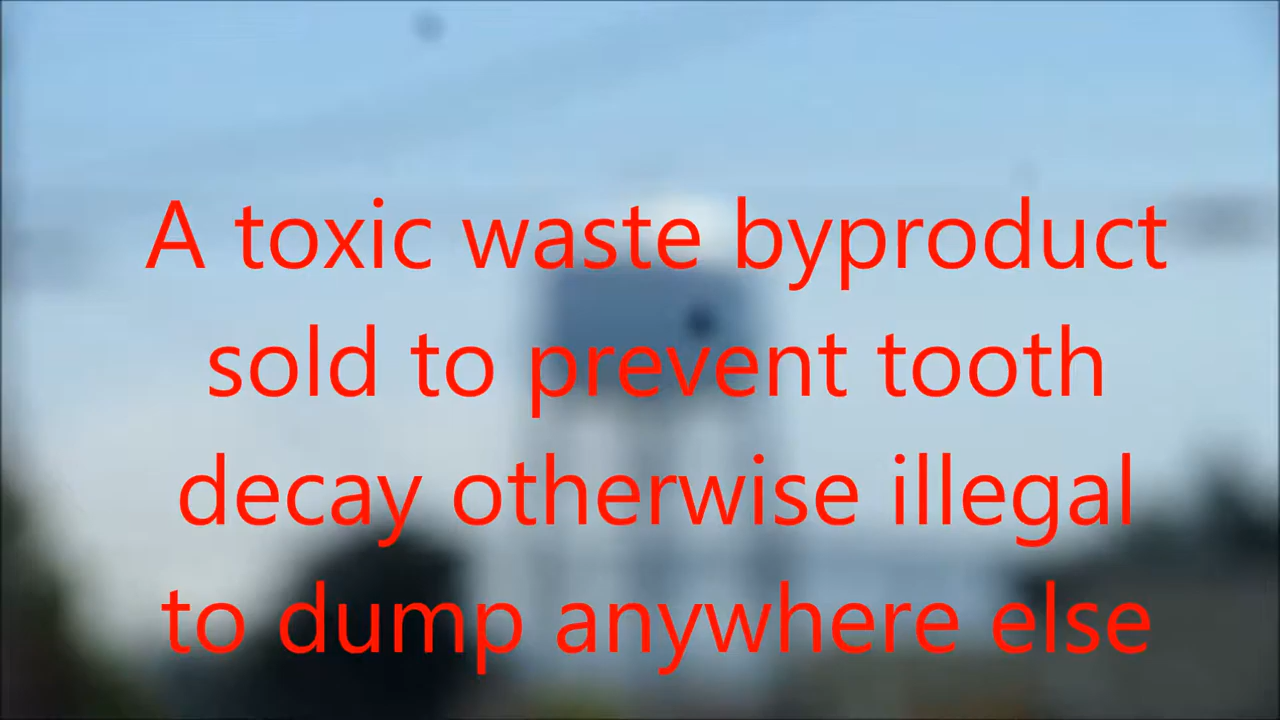 A toxic waste byproduct
sold to prevent tooth
decay otherwise illegal
to dump anywhere else